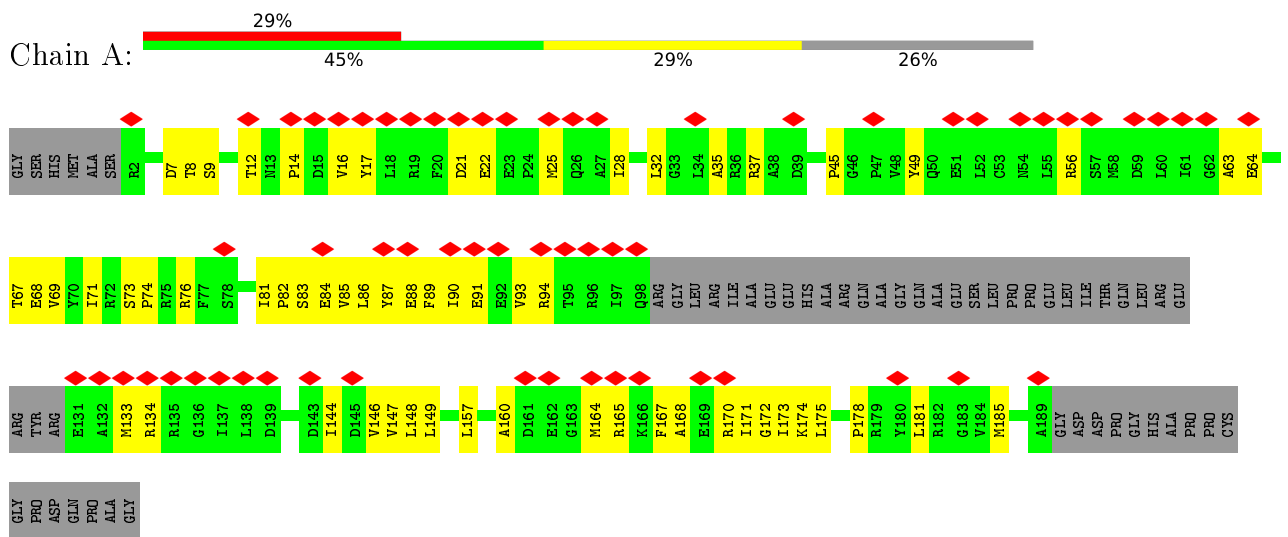 29%
Chain A:
45% 29% 26%
GLY SER HIS MET ALA SER R2 D7 T8 S9 T12 N13 P14 D15 V16 Y17 L18 R19 F20 D21 E22 E23 P24 M25 Q26 A27 I28 L32 G33 L34 A35 R36 R37 A38 D39 P45 G46 P47 V48 Y49 Q50 E51 L52 C53 N54 L55 R56 S57 M58 D59 L60 I61 G62 A63 E64
T67 E68 V69 Y70 I71 R72 S73 P74 R75 R76 F77 S78 I81 P82 S83 E84 V85 L86 Y87 E88 F89 I90 E91 E92 V93 R94 T95 R96 I97 Q98 ARG GLY LEU ARG ILE ALA GLU GLU HIS ALA ARG GLN ALA GLY GLN ALA GLU SER LEU PRO PRO GLU LEU ILE THR GLN LEU ARG GLU
ARG TYR ARG E131 A132 M133 R134 R135 G136 I137 L138 D139 D143 I144 D145 V146 V147 L148 L149 L157 A160 D161 E162 G163 M164 R165 K166 F167 A168 E169 R170 I171 G172 I173 K174 L175 P178 R179 Y180 L181 R182 G183 V184 M185 A189 GLY ASP ASP PRO GLY HIS ALA PRO PRO CYS
GLY PRO ASP GLN PRO ALA GLY